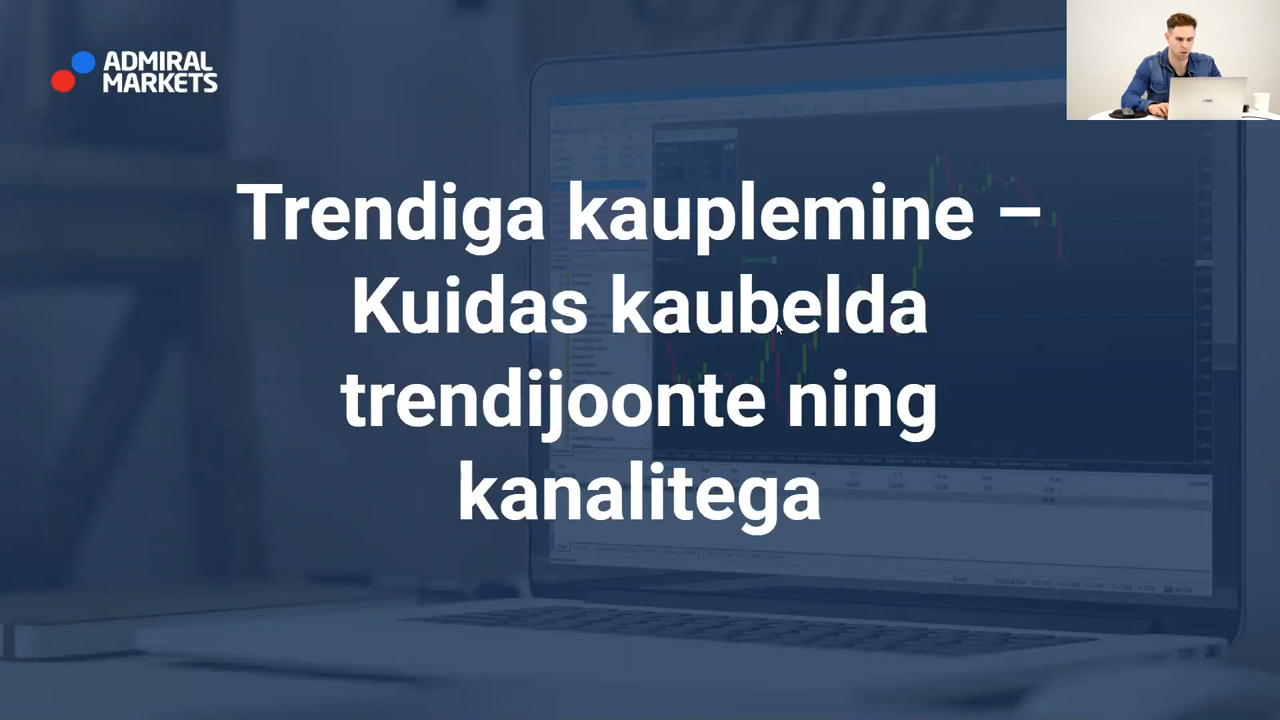 ADMIRAL
MARKETS
Trendiga kauplemine –
Kuidas kaubelda
trendijoonte ning
kanalitega